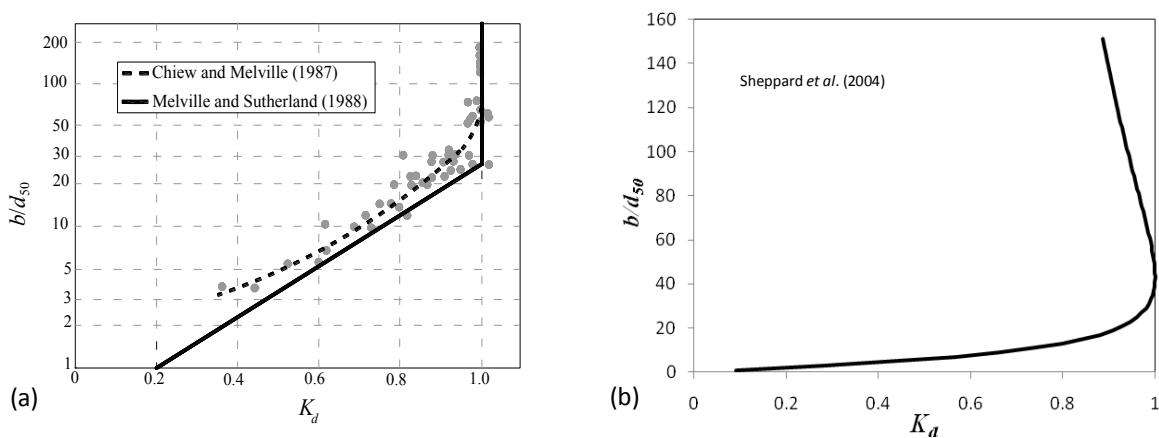 200
100
50
30
20
10
5
3
2
1
b/d50
Chiew and Melville (1987)
Melville and Sutherland (1988)
0 0.2 0.4 0.6 0.8 1.0
Kd
(a)
160
140
120
100
80
60
40
20
0
b/d50
Sheppard et al. (2004)
0 0.2 0.4 0.6 0.8 1
Kd
(b)